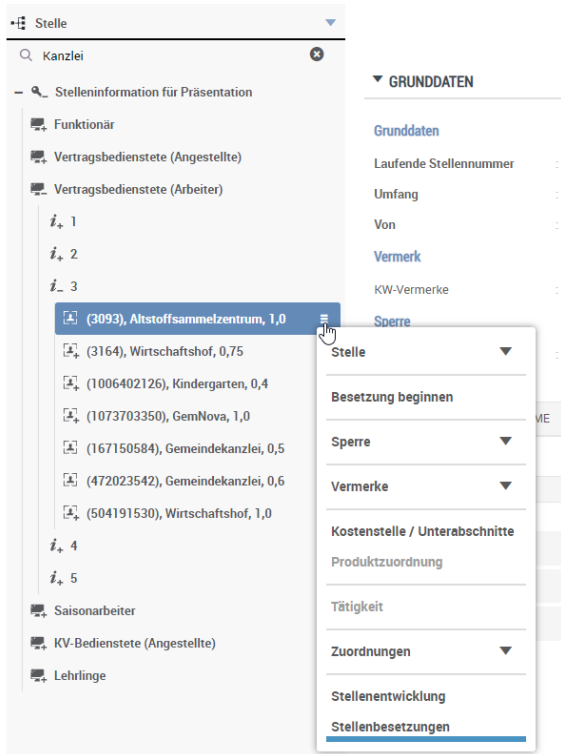 Stelle
Kanzlei
Stelleninformation für Präsentation
Funktionär
Vertragsbedienstete (Angestellte)
Vertragsbedienstete (Arbeiter)
1
2
3
(3093), Altstoffsammelzentrum, 1,0
(3164), Wirtschaftshof, 0,75
(1006402126), Kindergarten, 0,4
(1073703350), GemNova, 1,0
(167150584), Gemeindekanzlei, 0,5
(472023542), Gemeindekanzlei, 0,6
(504191530), Wirtschaftshof, 1,0
4
5
Saisonarbeiter
KV-Bedienstete (Angestellte)
Lehrlinge
GRUNDDATEN
Grunddaten
Laufende Stellennummer :
Umfang :
Von :
Vermerk
KW-Vermerke :
Sperre
:
ME
Stelle
Besetzung beginnen
Sperre
Vermerke
Kostenstelle / Unterabschnitte
Produktzuordnung
Tätigkeit
Zuordnungen
Stellenentwicklung
Stellenbesetzungen